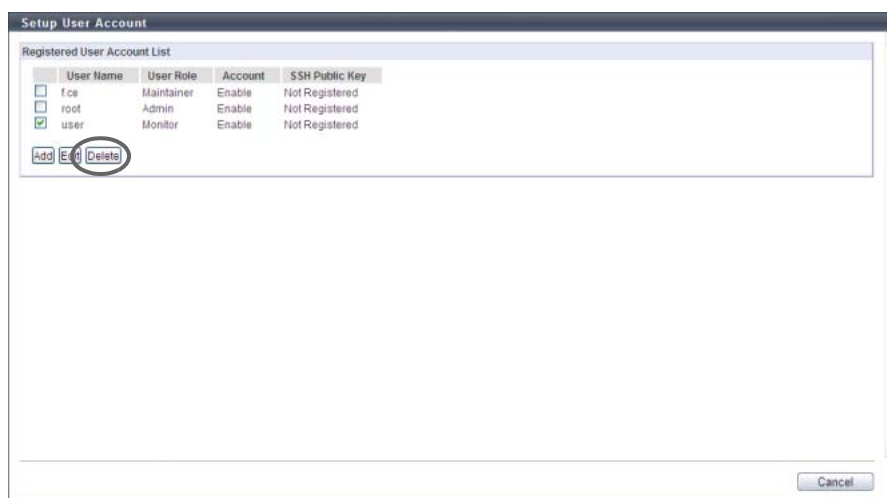 Setup User Account
Registered User Account List
User Name User Role Account SSH Public Key
f.ce Maintainer Enable Not Registered
root Admin Enable Not Registered
user Monitor Enable Not Registered
Add Edit Delete
Cancel